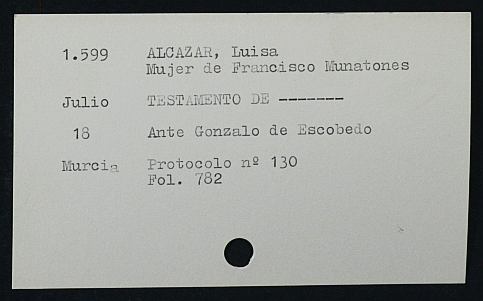 1.599 ALCAZAR, Luisa
Mujer de Francisco Munatones
Julio TESTAMENTO DE -------
18 Ante Gonzalo de Escobedo
Murcia Protocolo nº 130
Fol. 782